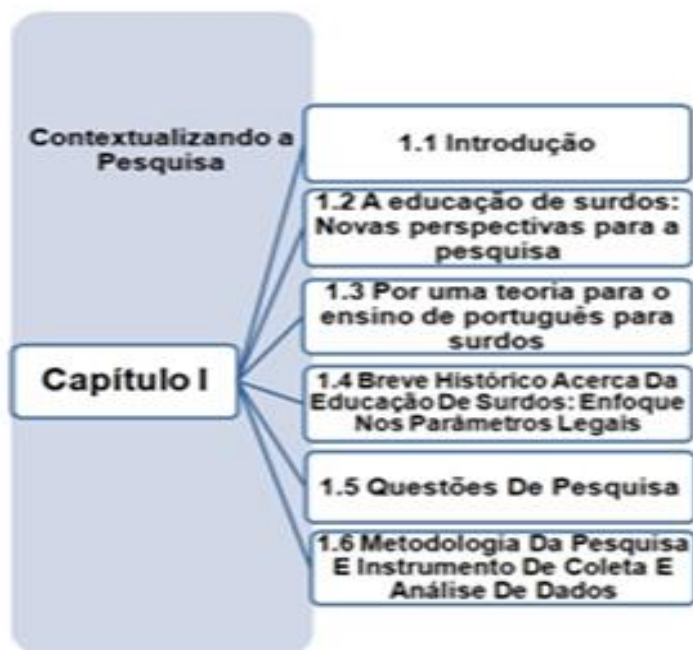 Contextualizando a
Pesquisa
Capítulo I
1.1 Introdução
1.2 A educação de surdos:
Novas perspectivas para a
pesquisa
1.3 Por uma teoria para o
ensino de português para
surdos
1.4 Breve Histórico Acerca Da
Educação De Surdos: Enfoque
Nos Parâmetros Legais
1.5 Questões De Pesquisa
1.6 Metodologia Da Pesquisa
E Instrumento De Coleta E
Análise De Dados